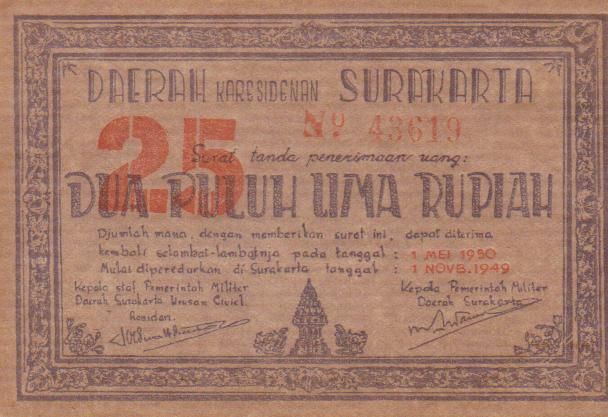 DAERAH KARESIDENAN SURAKARTA
25
Nº 43619
Surat tanda penerimaan uang:
DUA PULUH LIMA RUPIAH
Djumlah mana, dengan memberikan surat ini, dapat diterima
kembali selambat-lambatnja pada tanggal : 1 MEI 1950
Mulai diperedarkan di Surakarta tanggal : 1 NOVB. 1949
Kepala staf Pemerintah Militer
Daerah Surakarta Urusan Civiel.
Residen.
Kepala Pemerintah Militer
Daerah Surakarta